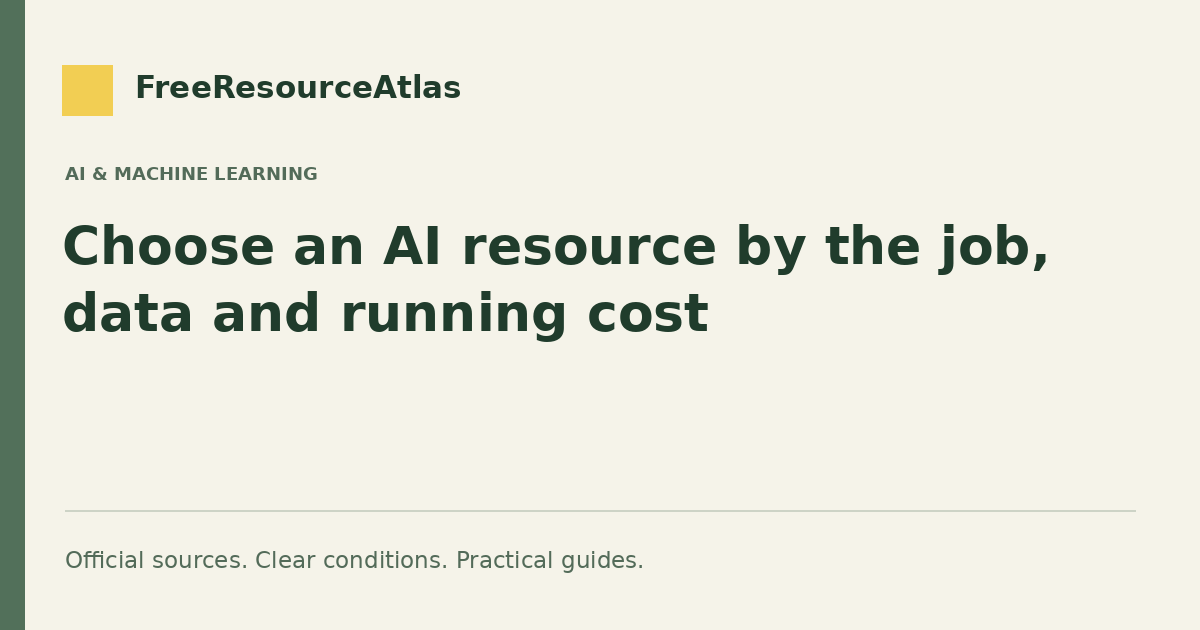 FreeResourceAtlas
AI & MACHINE LEARNING
Choose an AI resource by the job,
data and running cost
Official sources. Clear conditions. Practical guides.